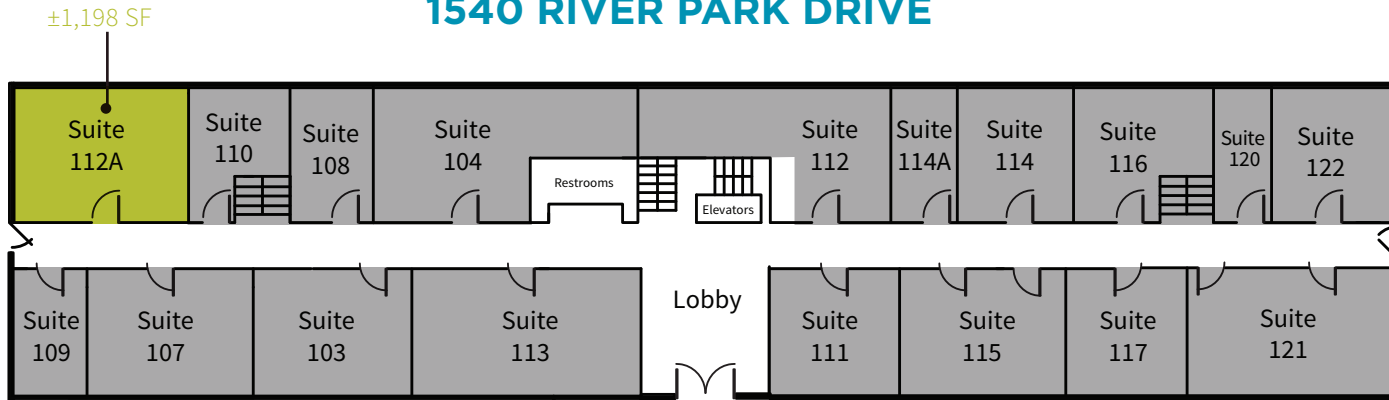 ±1,198 SF
1540 RIVER PARK DRIVE
Suite
112A
Suite
110
Suite
108
Suite
104
Restrooms
Elevators
Suite
112
Suite
114A
Suite
114
Suite
116
Suite
120
Suite
122
Lobby
Suite
109
Suite
107
Suite
103
Suite
113
Suite
111
Suite
115
Suite
117
Suite
121